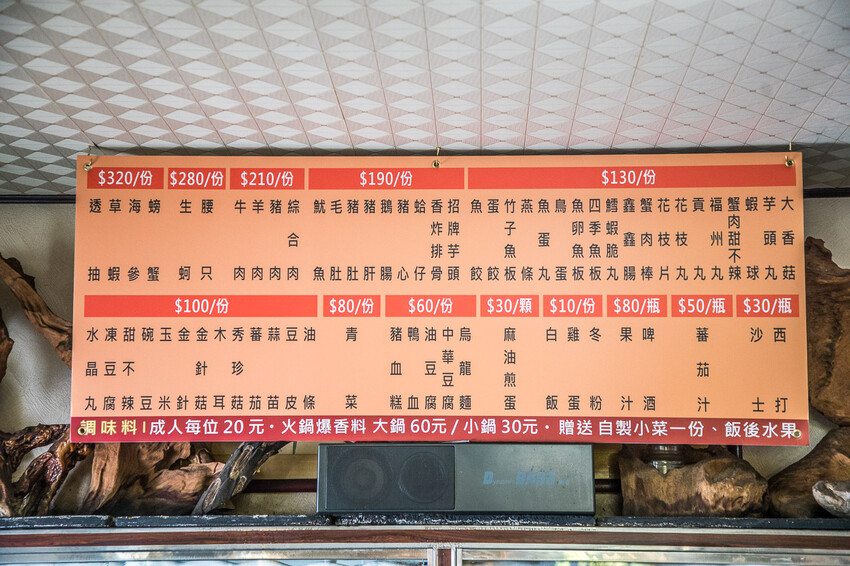 $320/份
透抽
草蝦
海參
螃蟹
$280/份
生蚵
腰只
$210/份
牛肉
羊肉
豬肉
綜合肉
$190/份
魷魚
毛肚
豬肚
豬肝
鵝腸
豬心
蛤仔
香炸排骨
招牌芋頭
$130/份
魚餃
蛋餃
竹子魚板
燕條
魚蛋丸
鳥蛋
魚卵板
四季魚板
鱈蝦脆丸
鑫鑫腸
蟹肉棒
花枝片
花枝丸
貢丸
福州丸
蟹肉甜不辣
蝦球
芋頭丸
大香菇
$100/份
水晶丸
凍豆腐
甜不辣
碗豆
玉米
金針
金針菇
木耳
秀珍菇
蕃茄
蒜苗
豆皮
油條
$80/份
青菜
$60/份
豬血糕
鴨血
油豆腐
中華豆腐
烏龍麵
$30/顆
麻油煎蛋
$10/份
白飯
雞蛋
冬粉
$80/瓶
果汁
啤酒
$50/瓶
蕃茄汁
$30/瓶
沙士
西打
調味料|成人每位20元·火鍋爆香料 大鍋60元/小鍋30元·贈送 自製小菜一份、飯後水果